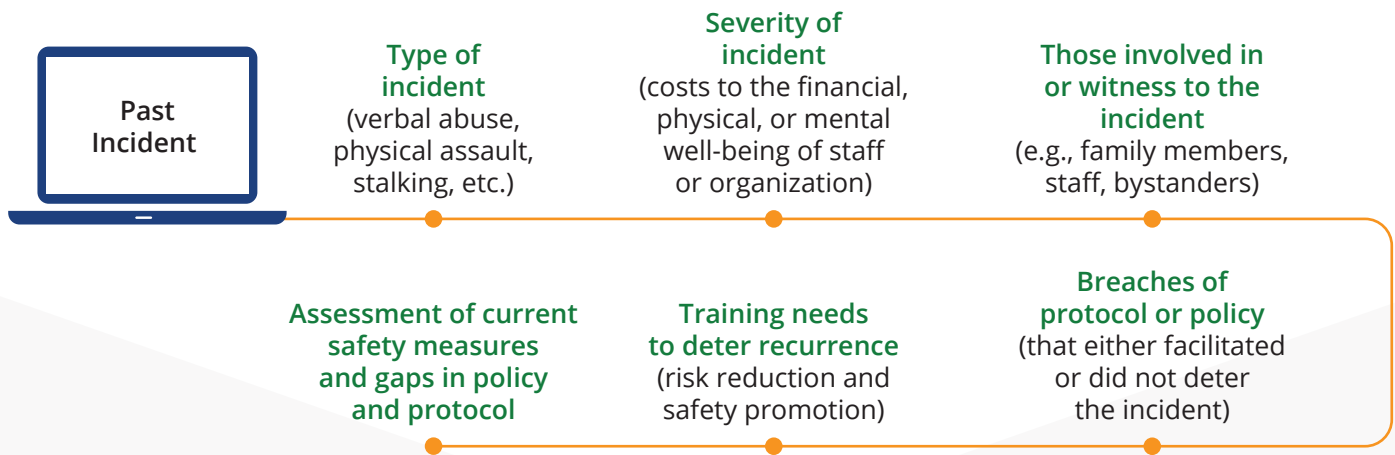 Past
Incident
Type of
incident
(verbal abuse,
physical assault,
stalking, etc.)
Severity of
incident
(costs to the financial,
physical, or mental
well-being of staff
or organization)
Those involved in
or witness to the
incident
(e.g., family members,
staff, bystanders)
Breaches of
protocol or policy
(that either facilitated
or did not deter
the incident)
Training needs
to deter recurrence
(risk reduction and
safety promotion)
Assessment of current
safety measures
and gaps in policy
and protocol